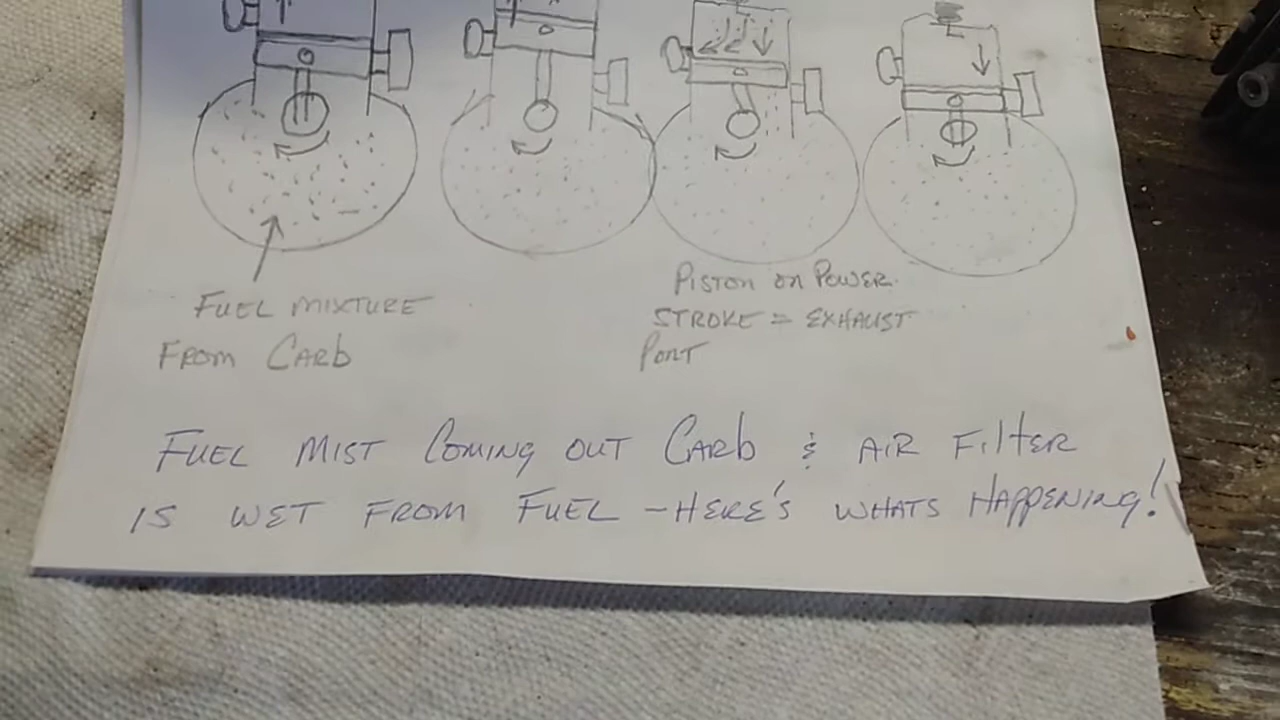 FUEL MIXTURE
FROM CARB
PISTON ON POWER
STROKE = EXHAUST
PORT
FUEL MIST COMING OUT CARB & AIR FILTER
IS WET FROM FUEL - HERE'S WHATS HAPPENING!